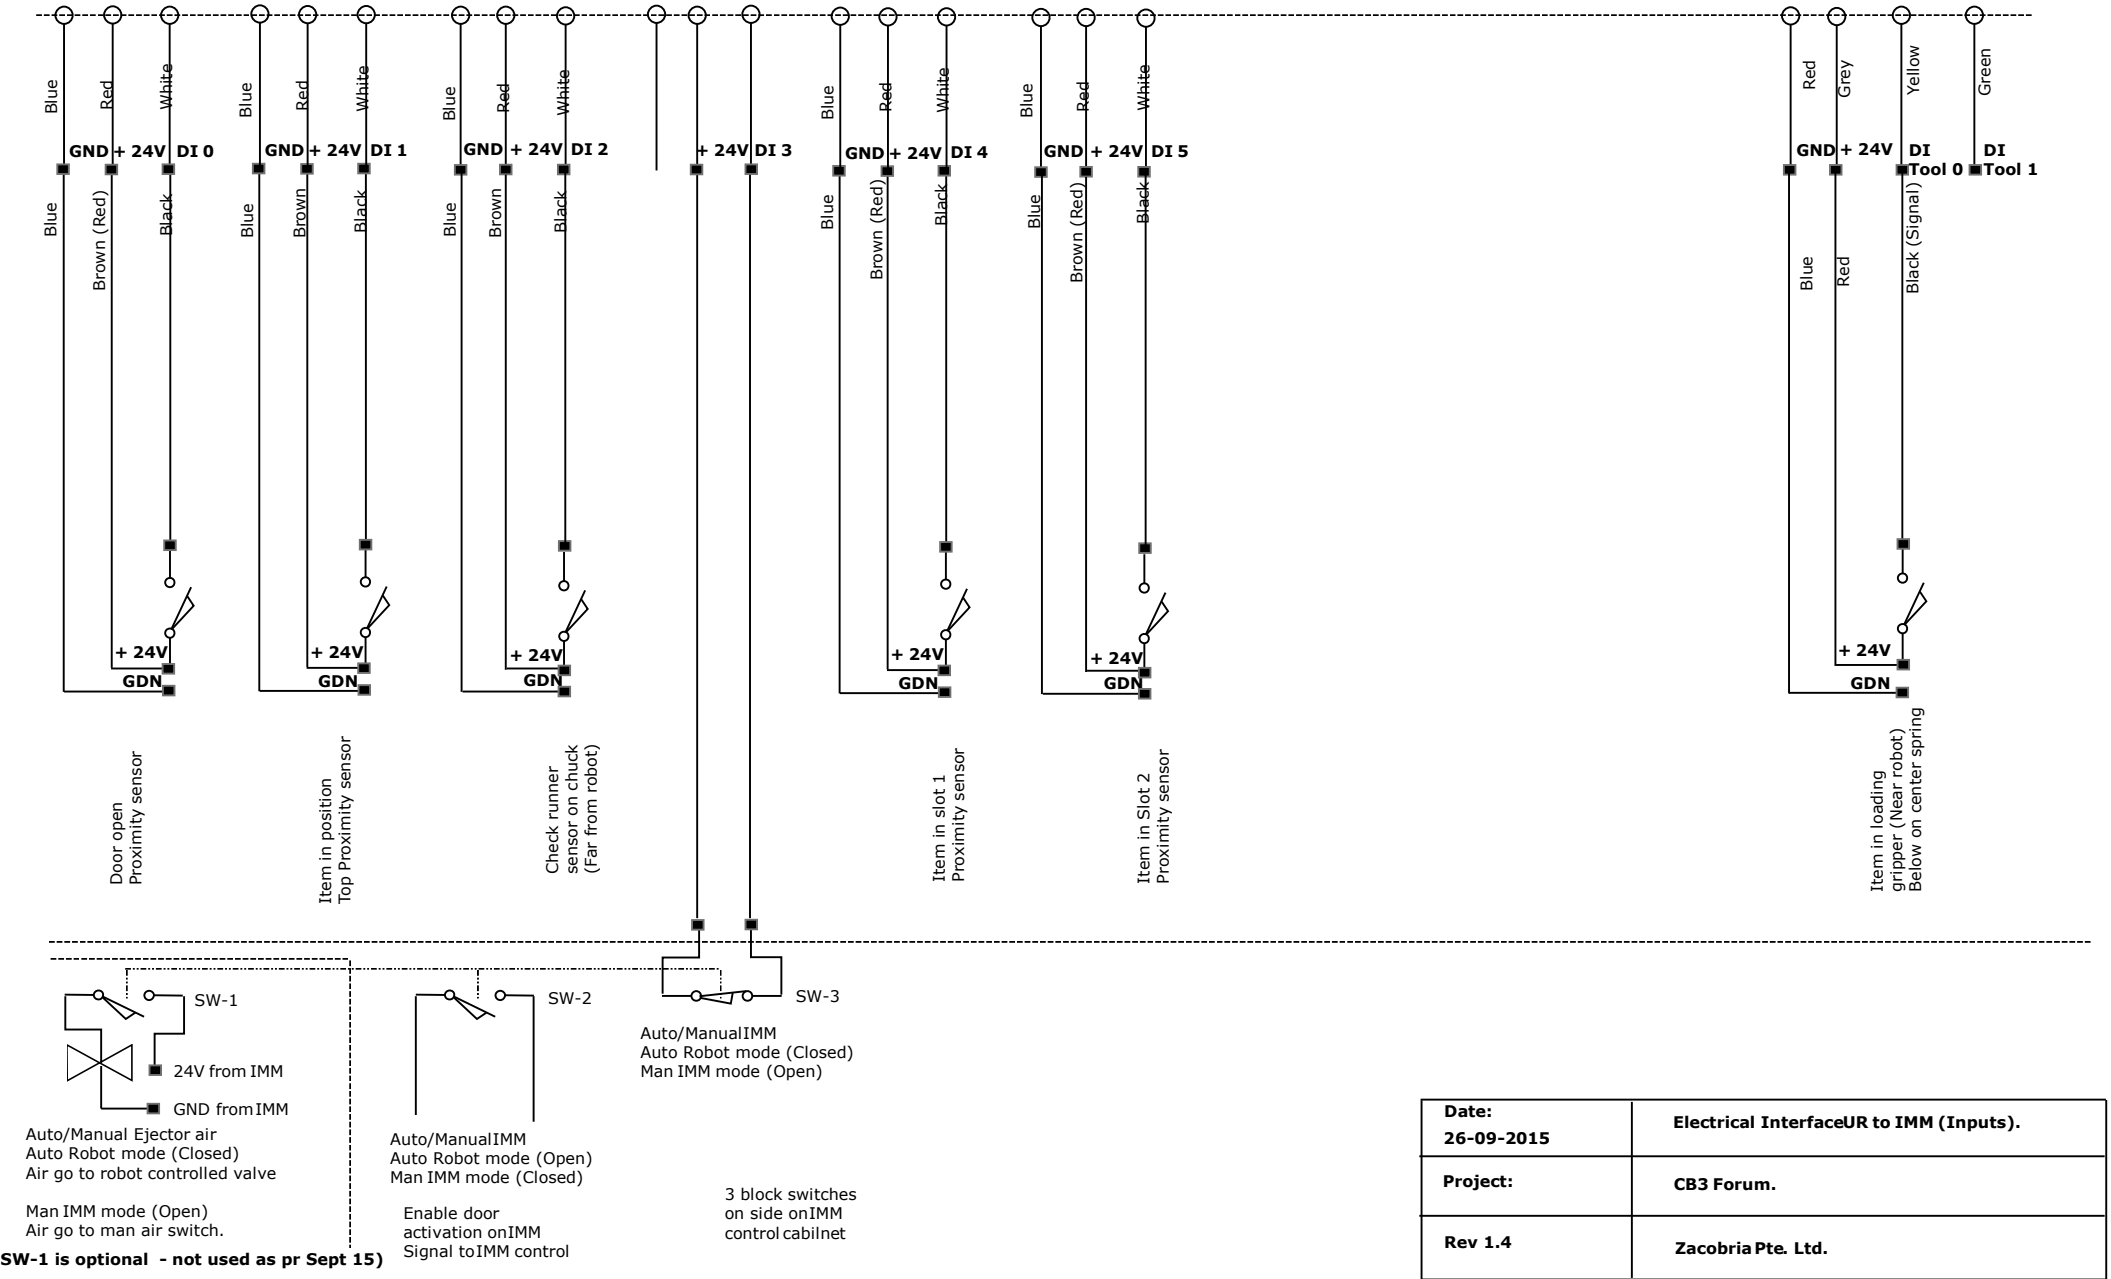 Blue
Red
White
Blue
Red
White
Blue
Red
White
Blue
Red
White
Blue
Red
White
Red
Grey
Yellow
Green
GND + 24V DI 0
GND + 24V DI 1
GND + 24V DI 2
+ 24V DI 3
GND + 24V DI 4
GND + 24V DI 5
GND + 24V DI
Tool 0
DI
Tool 1
Blue
Brown (Red)
Black
Blue
Brown
Black
Blue
Brown
Black
Blue
Brown (Red)
Black
Blue
Brown (Red)
Black
Blue
Red
Black (Signal)
+ 24V
GDN
+ 24V
GDN
+ 24V
GDN
+ 24V
GDN
+ 24V
GDN
+ 24V
GDN
Door open
Proximity sensor
Item in position
Top Proximity sensor
Check runner
sensor on chuck
(Far from robot)
Item in slot 1
Proximity sensor
Item in Slot 2
Proximity sensor
Item in loading
gripper (Near robot)
Below on center spring
SW-1
24V from IMM
GND from IMM
Auto/Manual Ejector air
Auto Robot mode (Closed)
Air go to robot controlled valve
Man IMM mode (Open)
Air go to man air switch.
SW-1 is optional - not used as pr Sept 15)
SW-2
Auto/Manual IMM
Auto Robot mode (Open)
Man IMM mode (Closed)
Enable door
activation on IMM
Signal to IMM control
SW-3
Auto/Manual IMM
Auto Robot mode (Closed)
Man IMM mode (Open)
3 block switches
on side on IMM
control cabilnet
Date:
26-09-2015
Electrical Interface UR to IMM (Inputs).
Project:
CB3 Forum.
Rev 1.4
Zacobria Pte. Ltd.